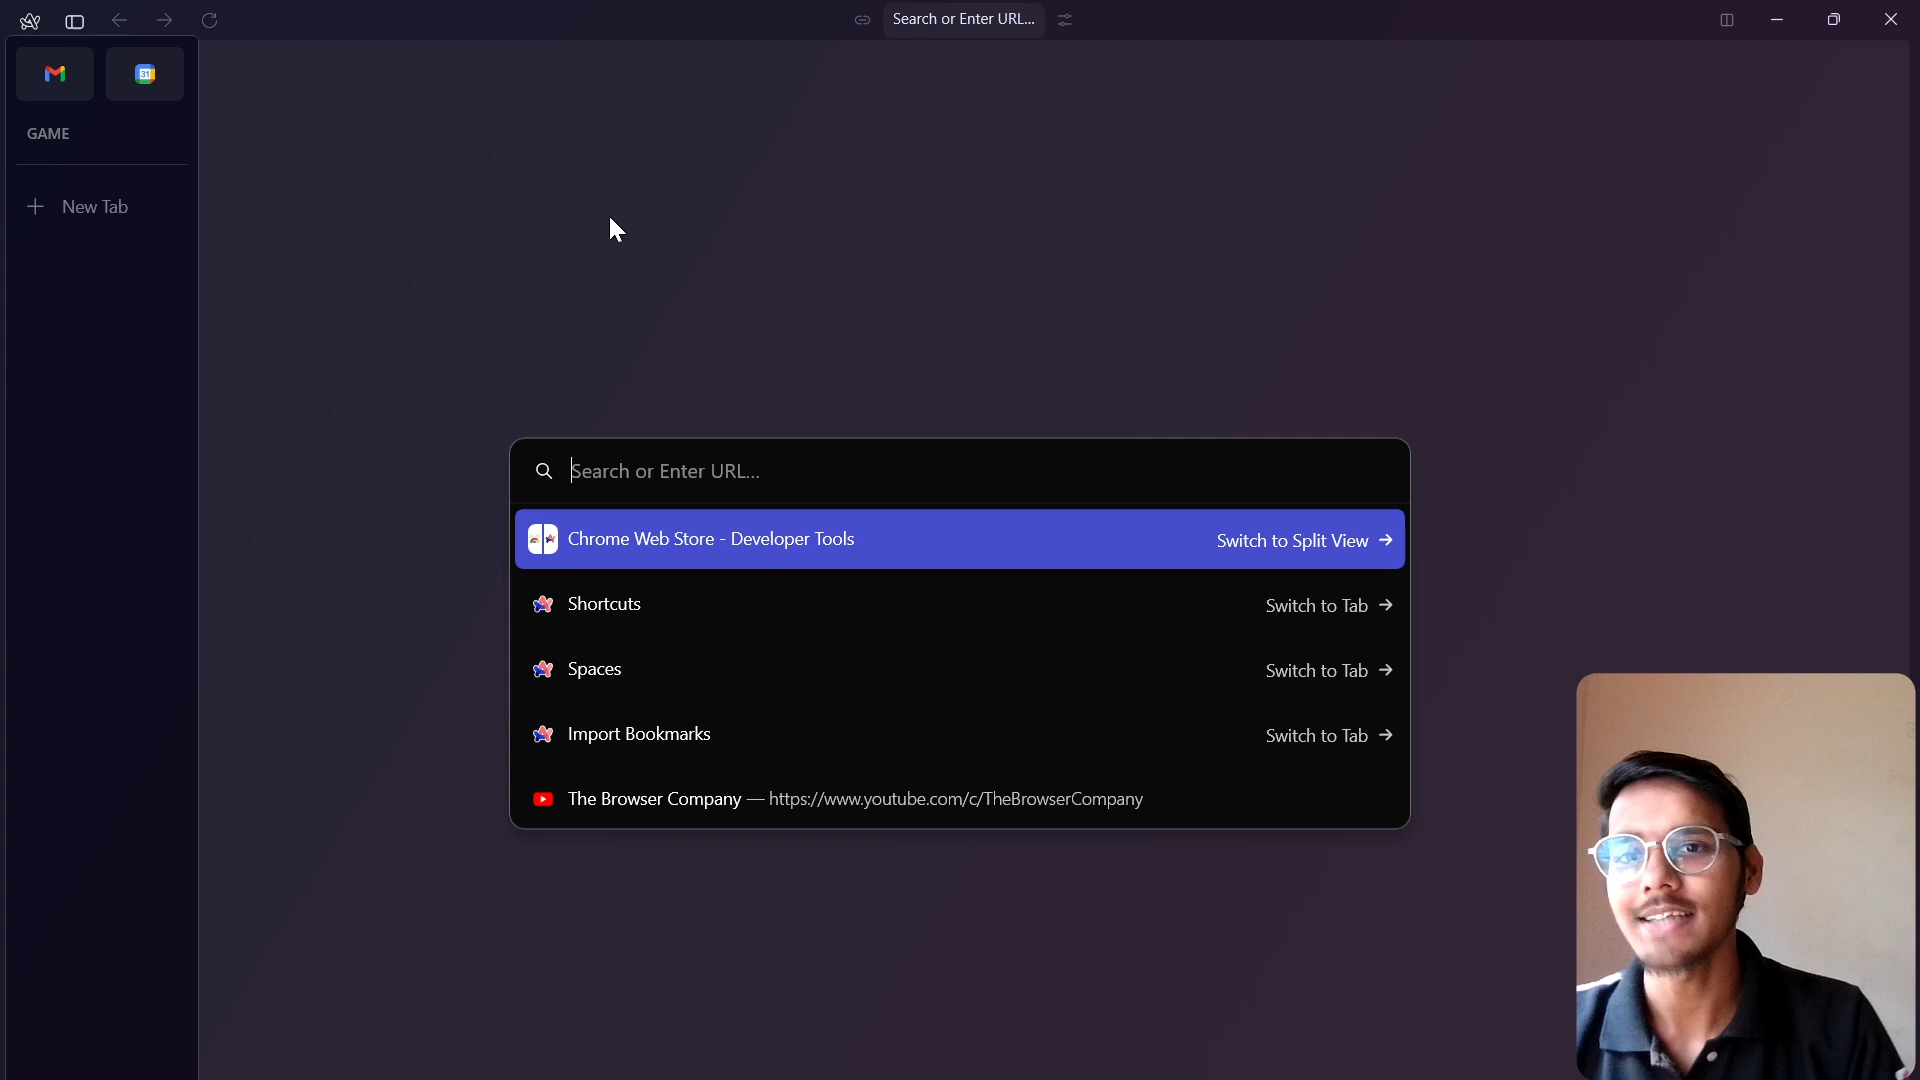 Search or Enter URL...
31
GAME
New Tab
Search or Enter URL...
Chrome Web Store - Developer Tools Switch to Split View
Shortcuts Switch to Tab
Spaces Switch to Tab
Import Bookmarks Switch to Tab
The Browser Company — https://www.youtube.com/c/TheBrowserCompany